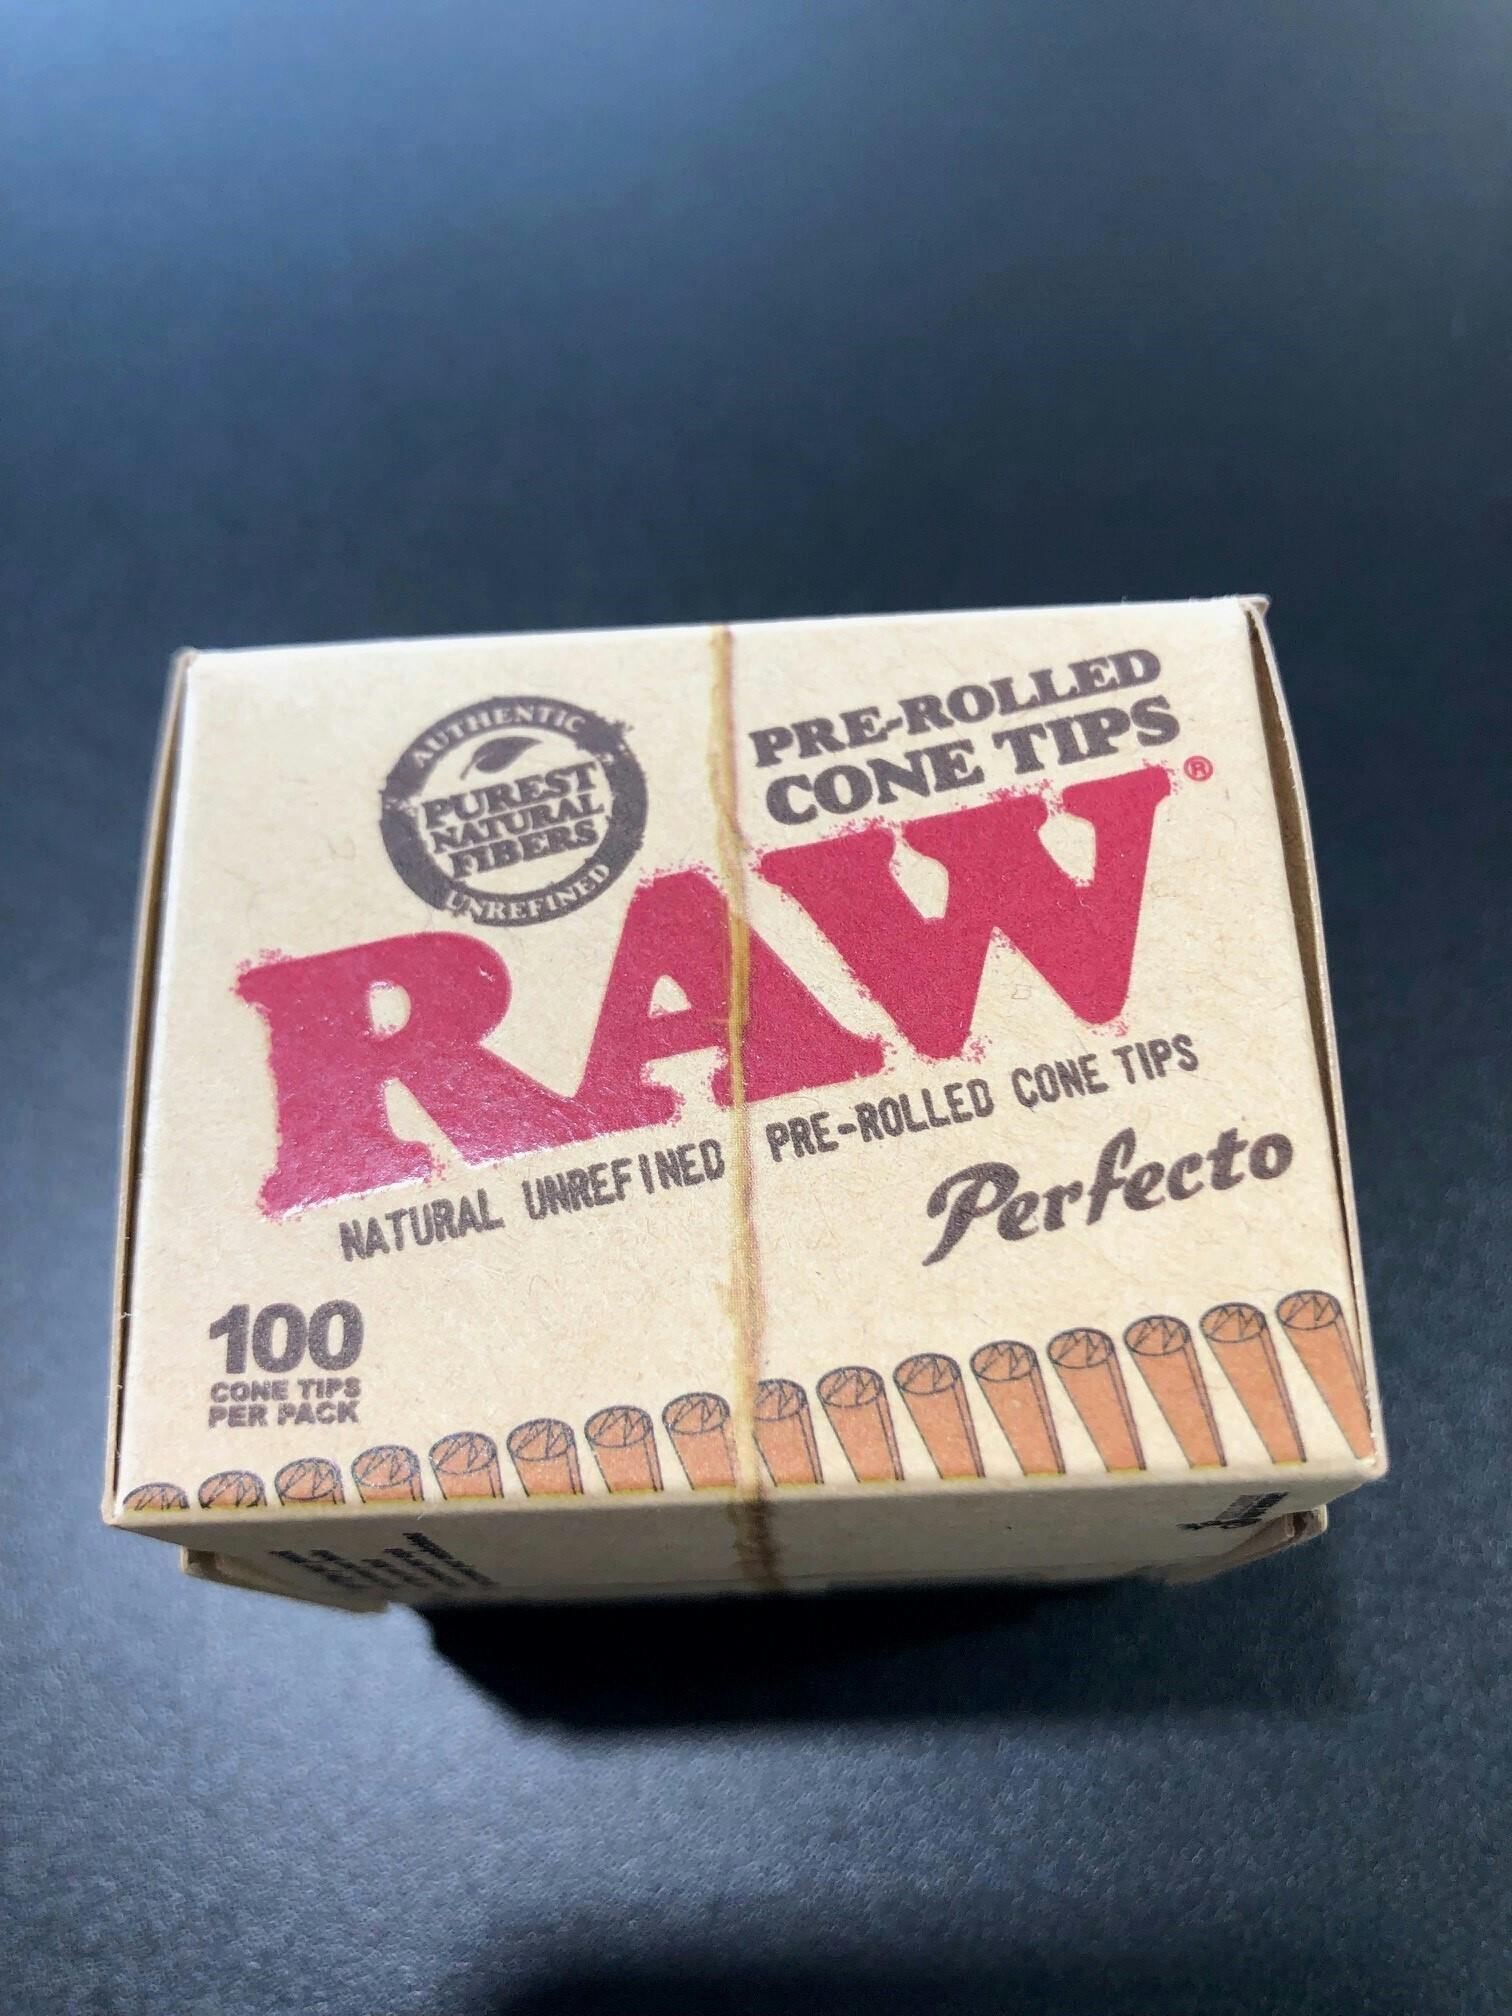 AUTHENTIC
PUREST
NATURAL
FIBERS
UNREFINED
PRE-ROLLED
CONE TIPS
RAW®
NATURAL UNREFINED PRE-ROLLED CONE TIPS
Perfecto
100
CONE TIPS
PER PACK